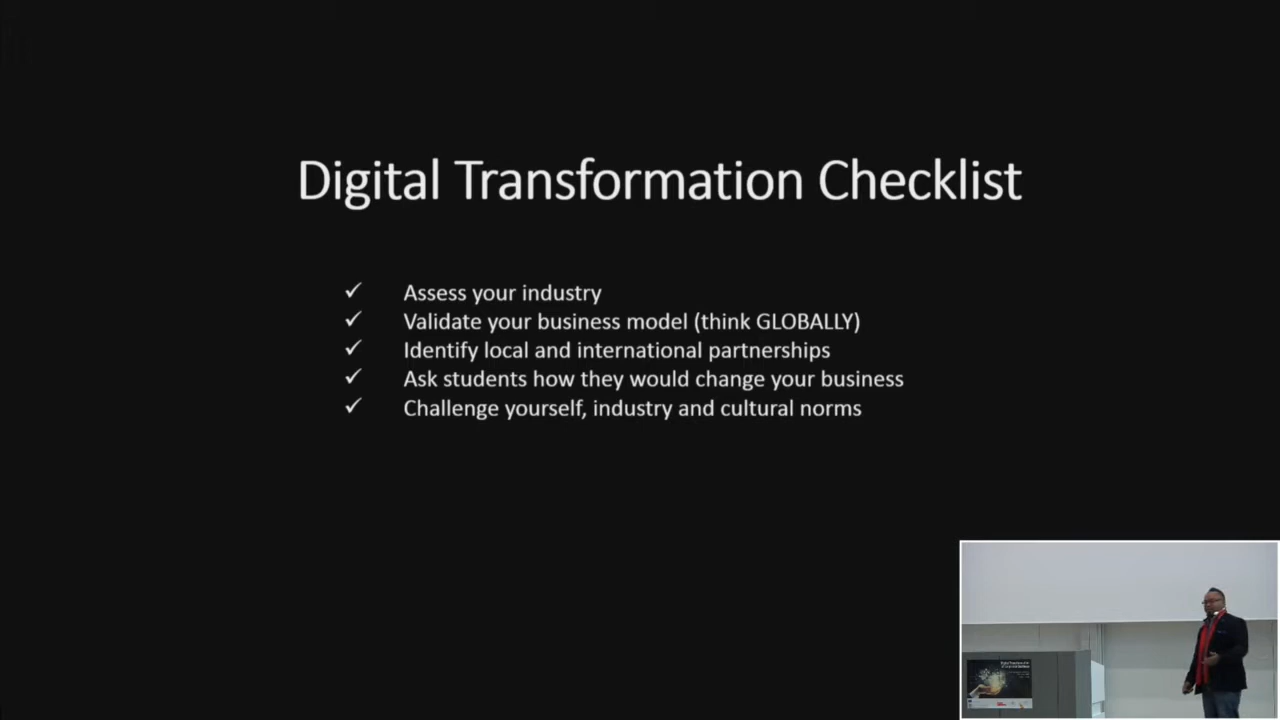 Digital Transformation Checklist
✓ Assess your industry
✓ Validate your business model (think GLOBALLY)
✓ Identify local and international partnerships
✓ Ask students how they would change your business
✓ Challenge yourself, industry and cultural norms